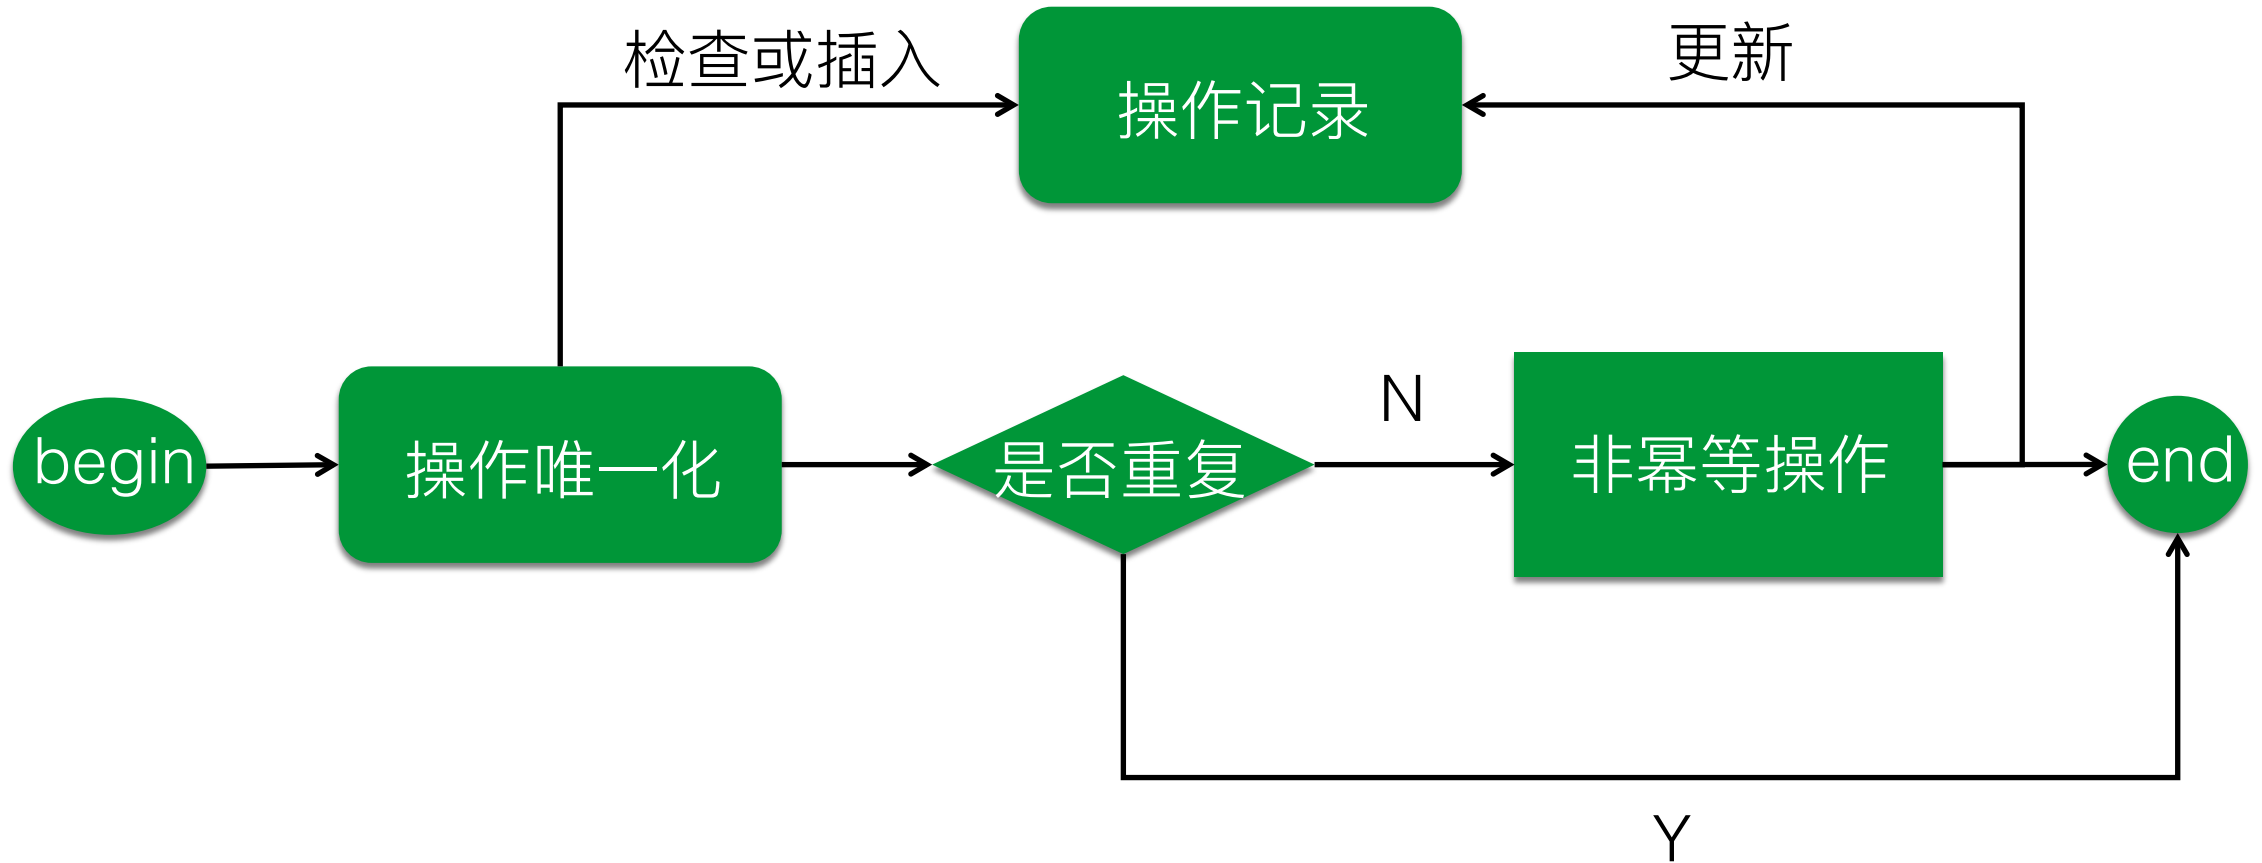 检查或插入
更新
操作记录
N
begin
操作唯一化
是否重复
非幂等操作
end
Y